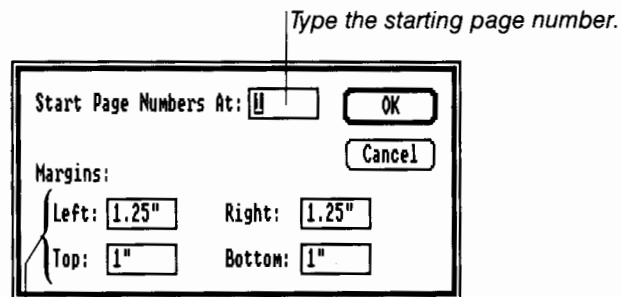 Type the starting page number.
Start Page Numbers At: 1 OK
Cancel
Margins:
Left: 1.25" Right: 1.25"
Top: 1" Bottom: 1"